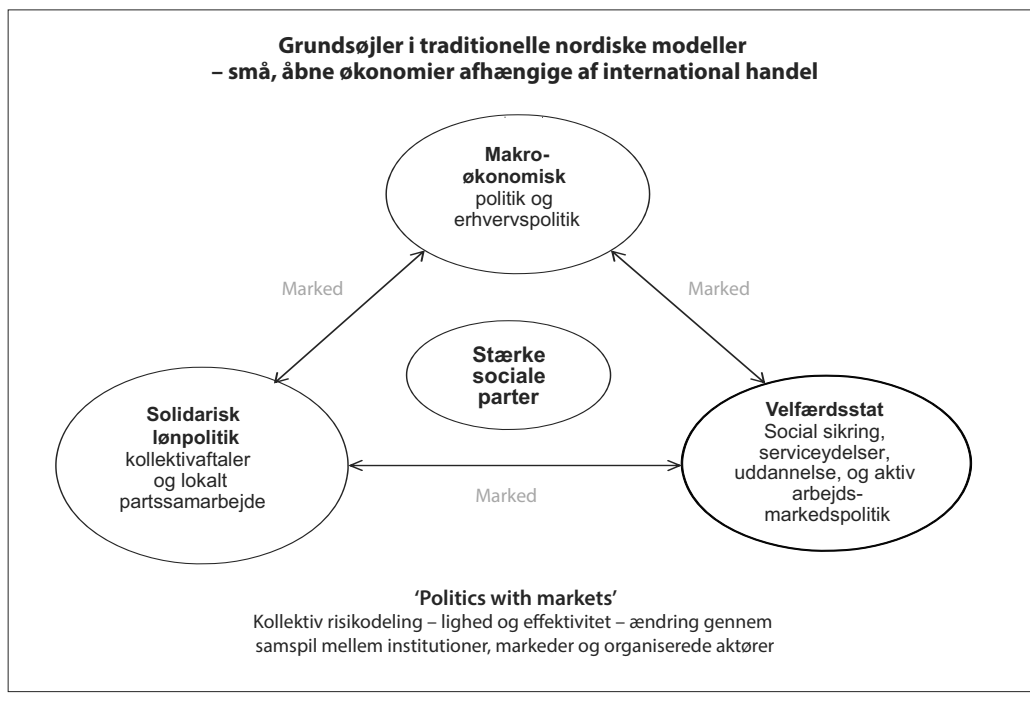 Grundsøjler i traditionelle nordiske modeller
– små, åbne økonomier afhængige af international handel
Makro-
økonomisk
politik og
erhvervspolitik
Marked
Marked
Stærke
sociale
parter
Solidarisk
lønpolitik
kollektivaftaler
og lokalt
partssamarbejde
Velfærdsstat
Social sikring,
serviceydelser,
uddannelse, og aktiv
arbejds-
markedspolitik
Marked
‘Politics with markets’
Kollektiv risikodeling – lighed og effektivitet – ændring gennem
samspil mellem institutioner, markeder og organiserede aktører